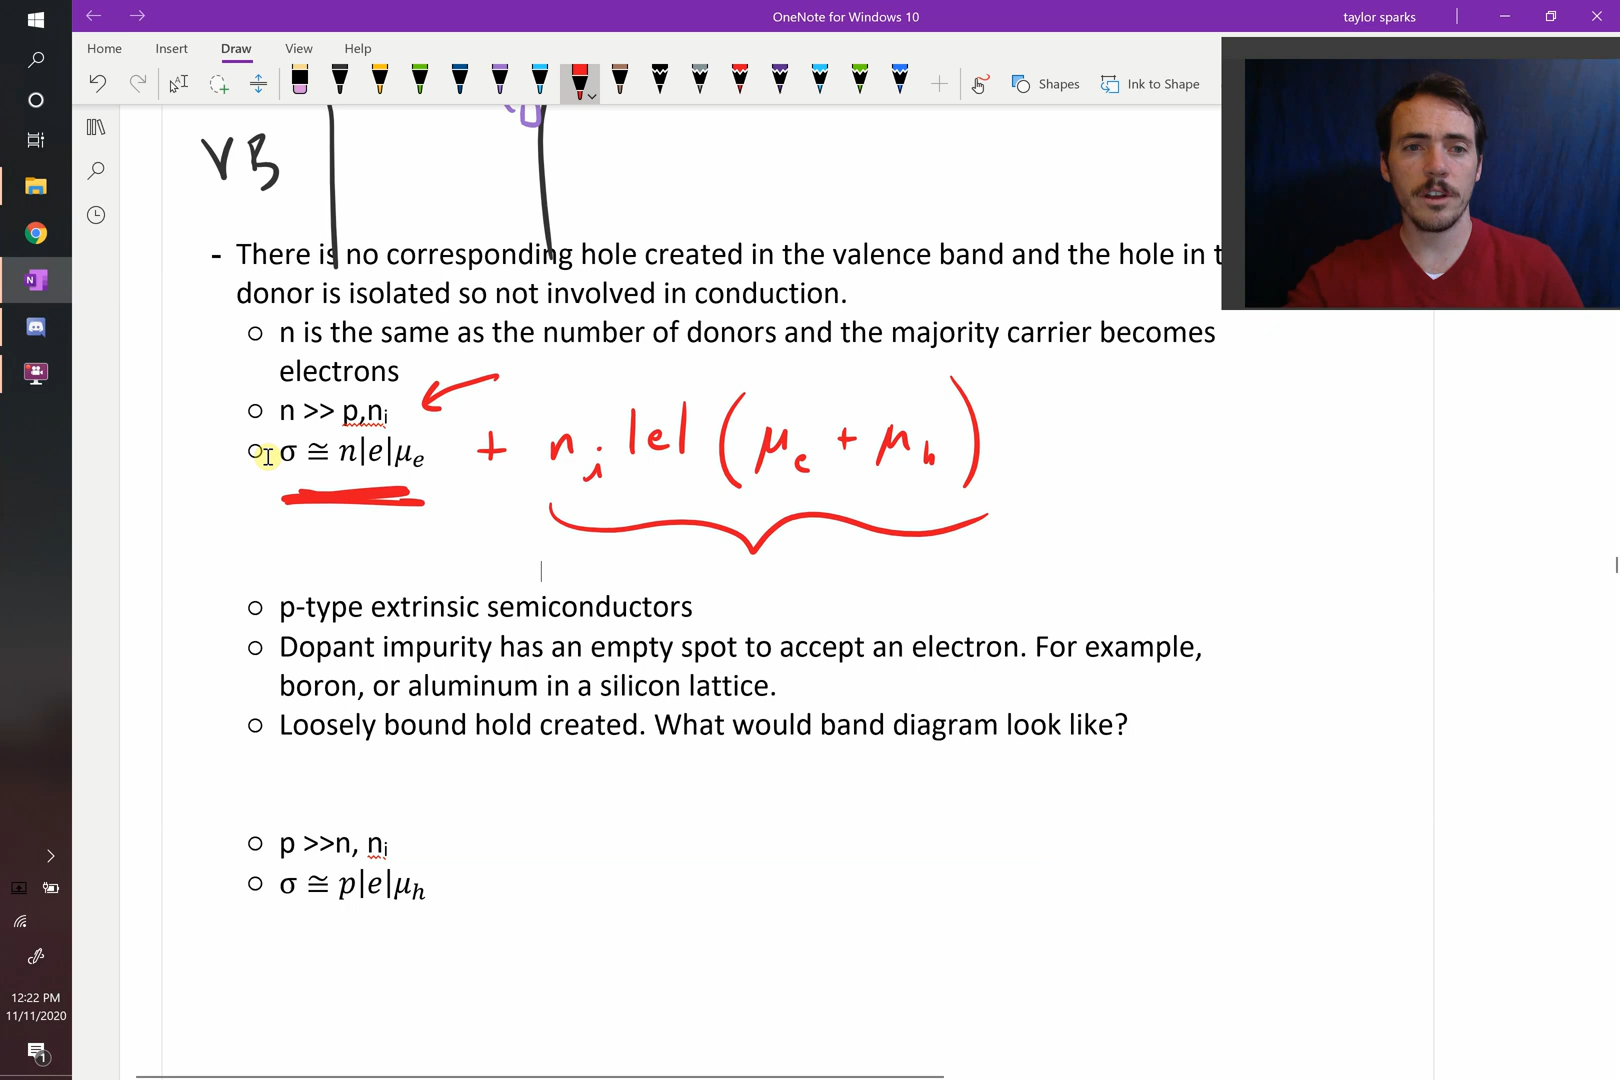 OneNote for Windows 10
taylor sparks
Home Insert Draw View Help
Shapes
Ink to Shape
VB
- There is no corresponding hole created in the valence band and the hole in t
donor is isolated so not involved in conduction.
○ n is the same as the number of donors and the majority carrier becomes
electrons
○ n >> p,nᵢ
○ σ ≅ n|e|μₑ + nᵢ |e| (μₑ + μₕ)
○ p-type extrinsic semiconductors
○ Dopant impurity has an empty spot to accept an electron. For example,
boron, or aluminum in a silicon lattice.
○ Loosely bound hold created. What would band diagram look like?
○ p >>n, nᵢ
○ σ ≅ p|e|μₕ
12:22 PM
11/11/2020
1